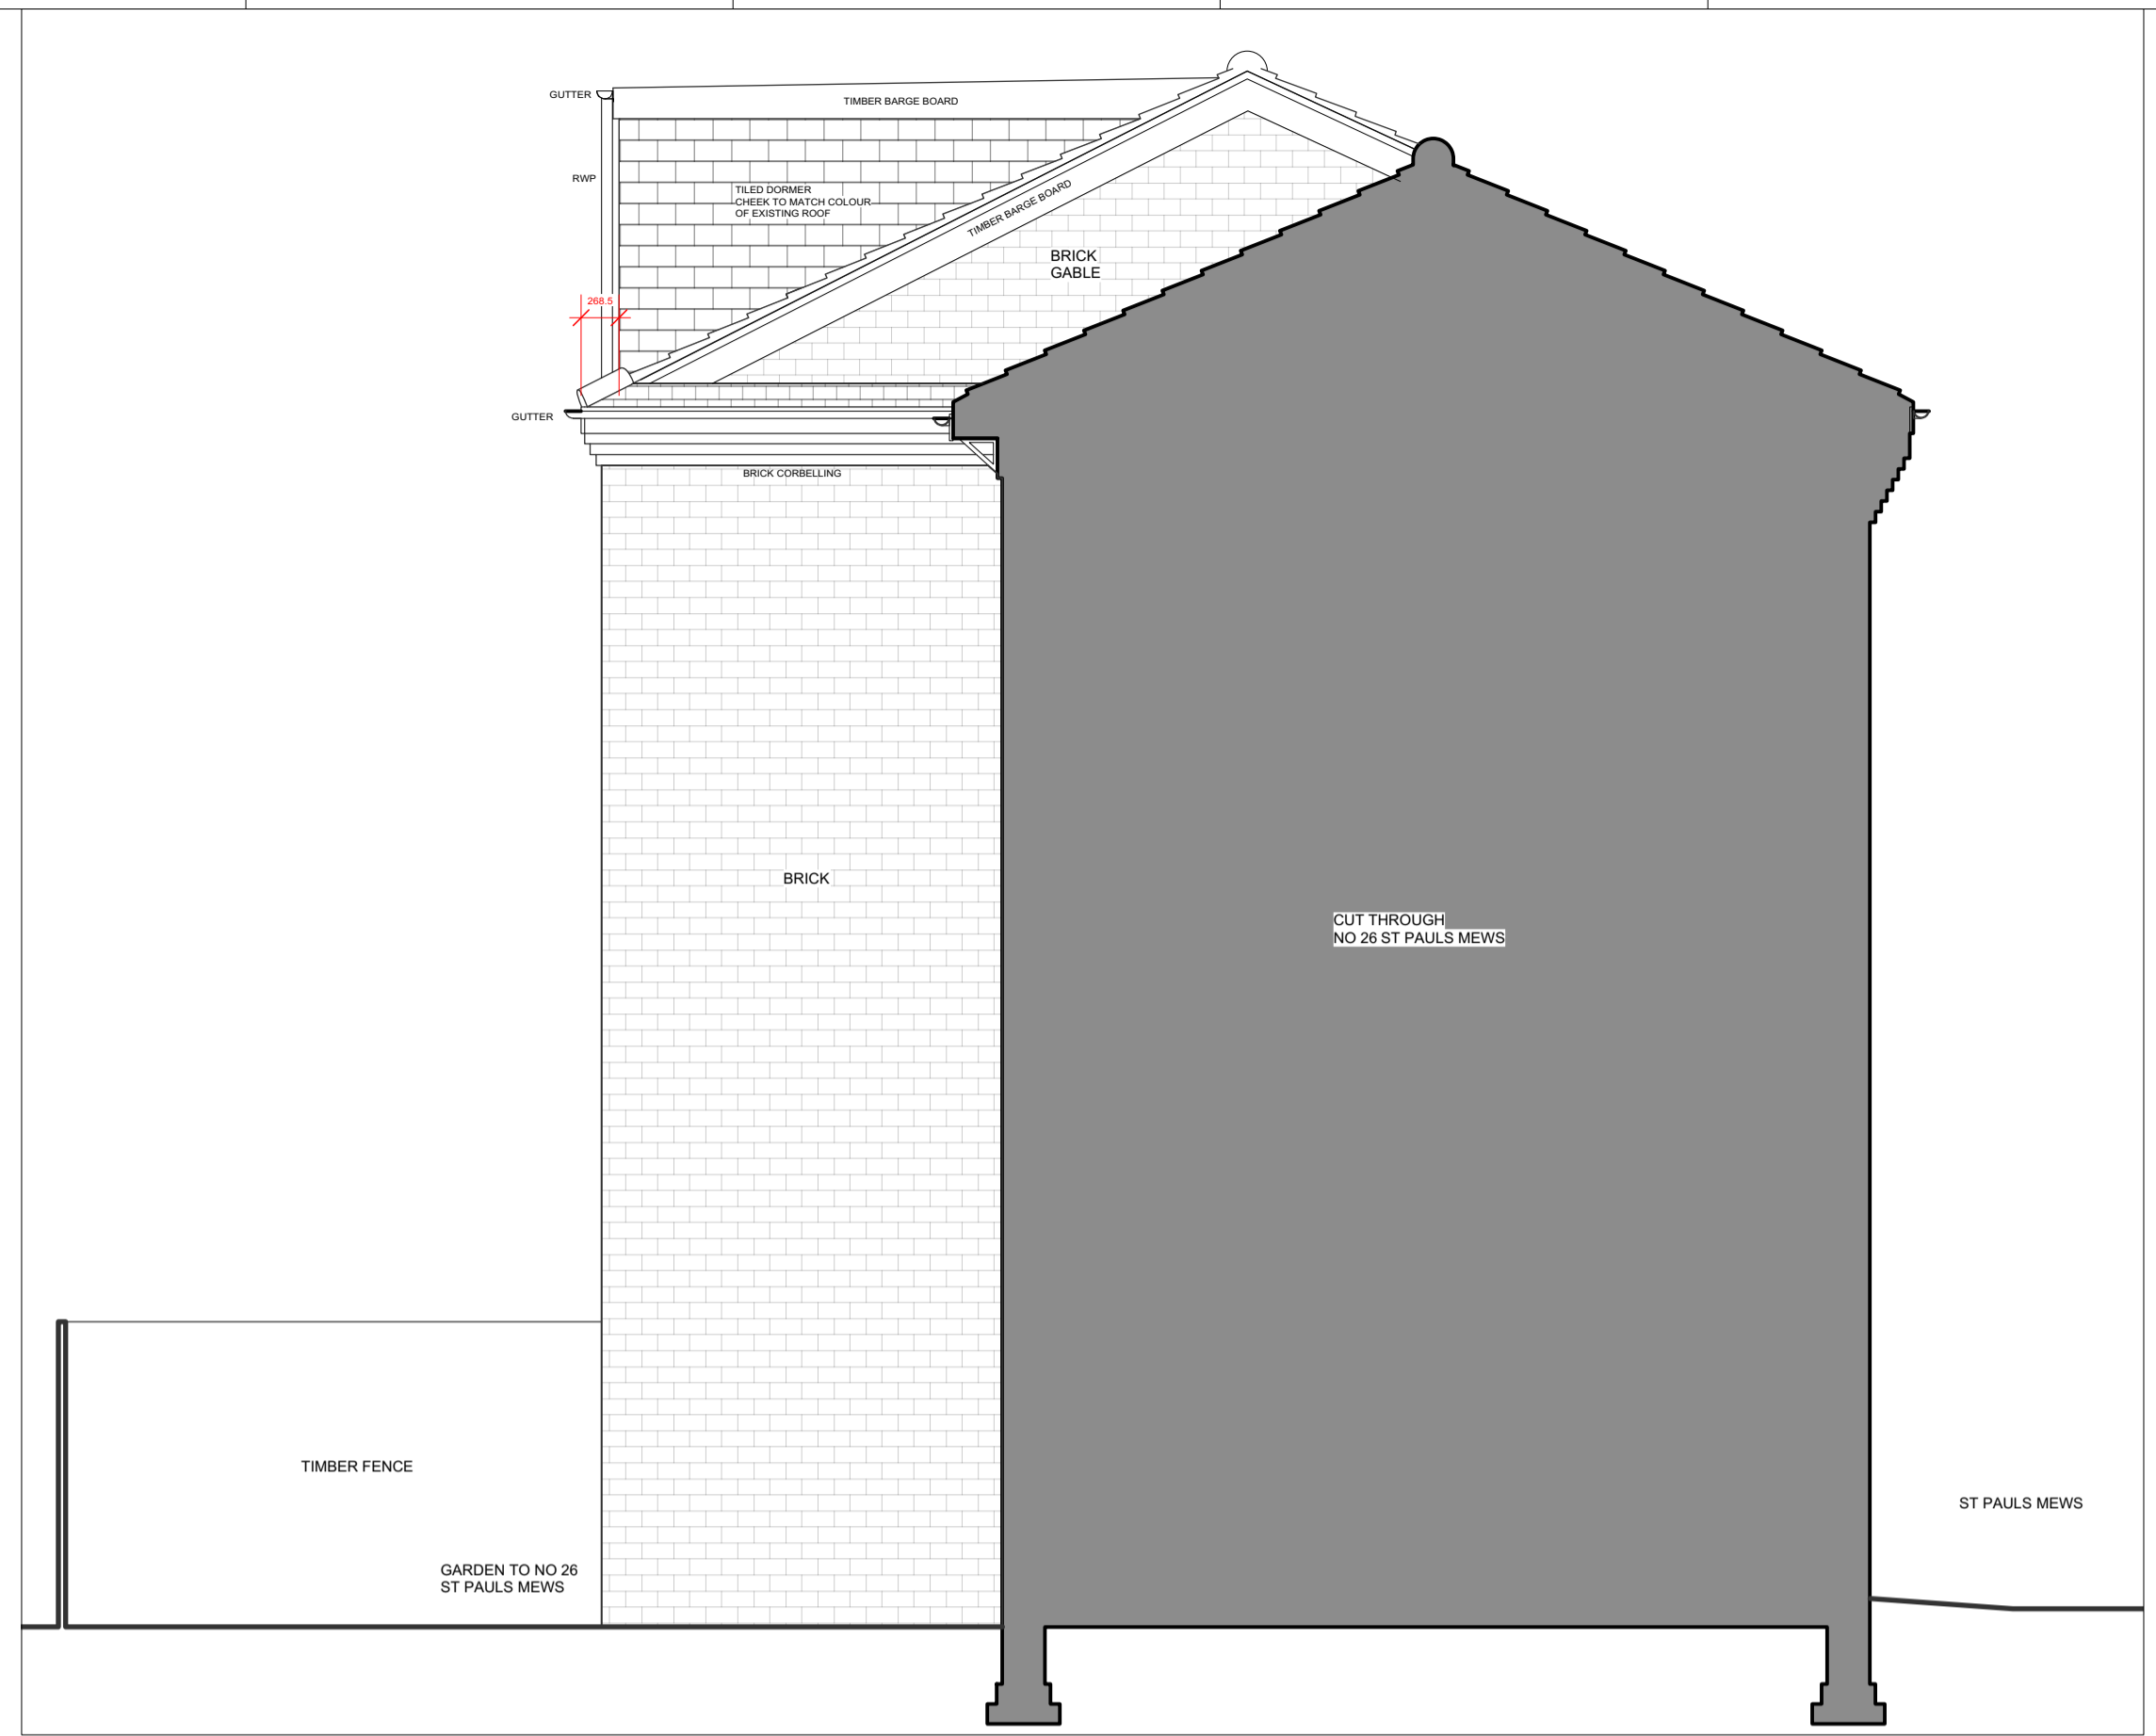 GUTTER
TIMBER BARGE BOARD
RWP
TILED DORMER
CHEEK TO MATCH COLOUR
OF EXISTING ROOF
TIMBER BARGE BOARD
BRICK
GABLE
268.5
GUTTER
BRICK CORBELLING
BRICK
CUT THROUGH
NO 26 ST PAULS MEWS
TIMBER FENCE
ST PAULS MEWS
GARDEN TO NO 26
ST PAULS MEWS